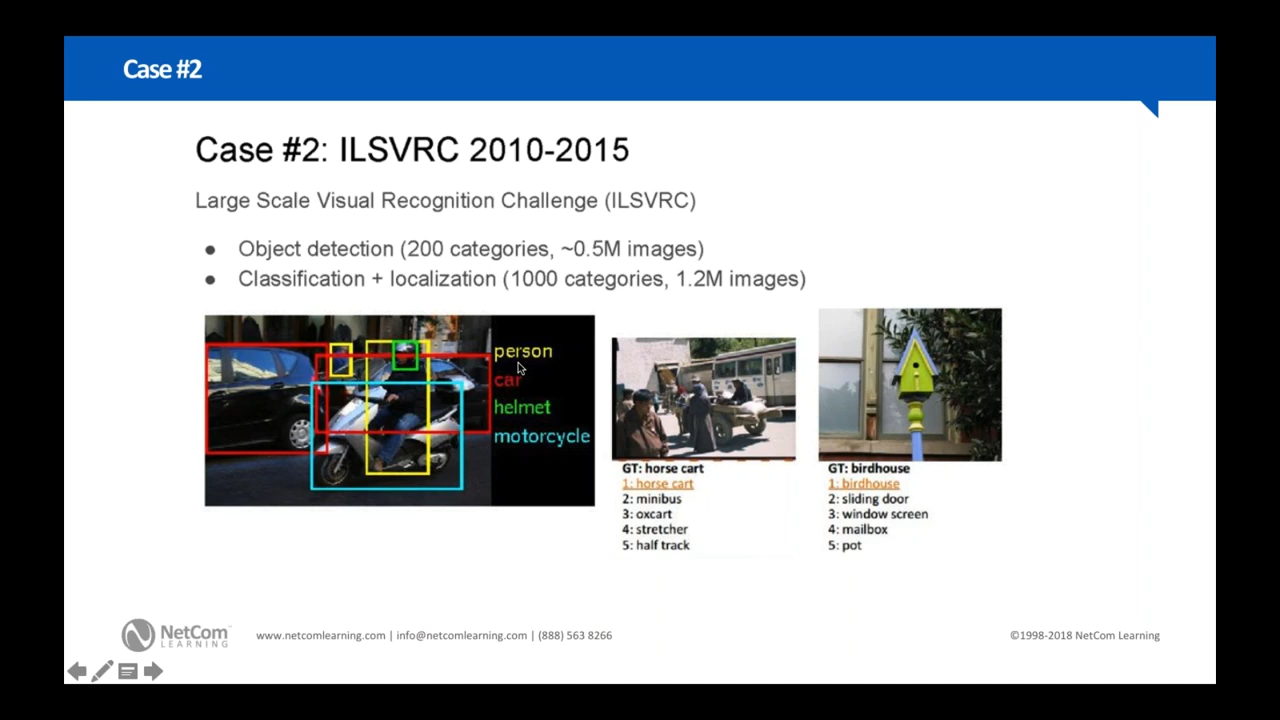 Case #2
Case #2: ILSVRC 2010-2015
Large Scale Visual Recognition Challenge (ILSVRC)
● Object detection (200 categories, ~0.5M images)
● Classification + localization (1000 categories, 1.2M images)
person
car
helmet
motorcycle
GT: horse cart
1: horse cart
2: minibus
3: oxcart
4: stretcher
5: half track
GT: birdhouse
1: birdhouse
2: sliding door
3: window screen
4: mailbox
5: pot
NetCom
LEARNING
www.netcomlearning.com | info@netcomlearning.com | (888) 563 8266
©1998-2018 NetCom Learning